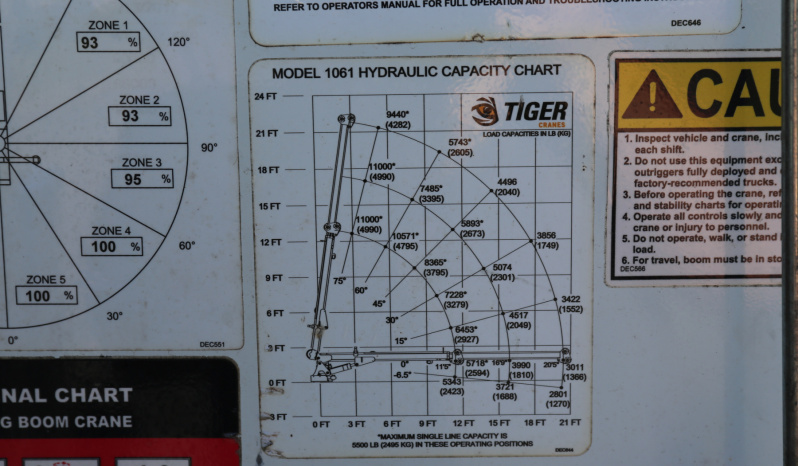 REFER TO OPERATORS MANUAL FOR FULL OPERATION AND TROUBLESHOOTING
DEC646
ZONE 1
93 %
120°
ZONE 2
93 %
90°
ZONE 3
95 %
ZONE 4
100 %
60°
ZONE 5
100 %
30°
0°
DEC551
NAL CHART
G BOOM CRANE
MODEL 1061 HYDRAULIC CAPACITY CHART
TIGER
CRANES
LOAD CAPACITIES IN LB (KG)
24 FT
21 FT
18 FT
15 FT
12 FT
9 FT
6 FT
3 FT
0 FT
3 FT
9440*
(4282)
5743*
(2605)
11000*
(4990)
7485*
(3395)
4496
(2040)
11000*
(4990)
10571*
(4795)
5893*
(2673)
3856
(1749)
8365*
(3795)
5074
(2301)
75°
60°
45°
7228*
(3279)
3422
(1552)
30°
6453*
(2927)
4517
(2049)
15°
0°
11'5"
5718*
(2594)
16'0"
3990
(1810)
20'5"
3011
(1366)
-6.5°
5343
(2423)
3721
(1688)
2801
(1270)
0 FT 3 FT 6 FT 9 FT 12 FT 15 FT 18 FT 21 FT
*MAXIMUM SINGLE LINE CAPACITY IS
5500 LB (2495 KG) IN THESE OPERATING POSITIONS
CAU
1. Inspect vehicle and crane, inc
each shift.
2. Do not use this equipment exc
outriggers fully deployed and
factory-recommended trucks.
3. Before operating the crane, ref
and stability charts for operatin
4. Operate all controls slowly and
crane or injury to personnel.
5. Do not operate, walk, or stand
load.
6. For travel, boom must be in sto
DEC566